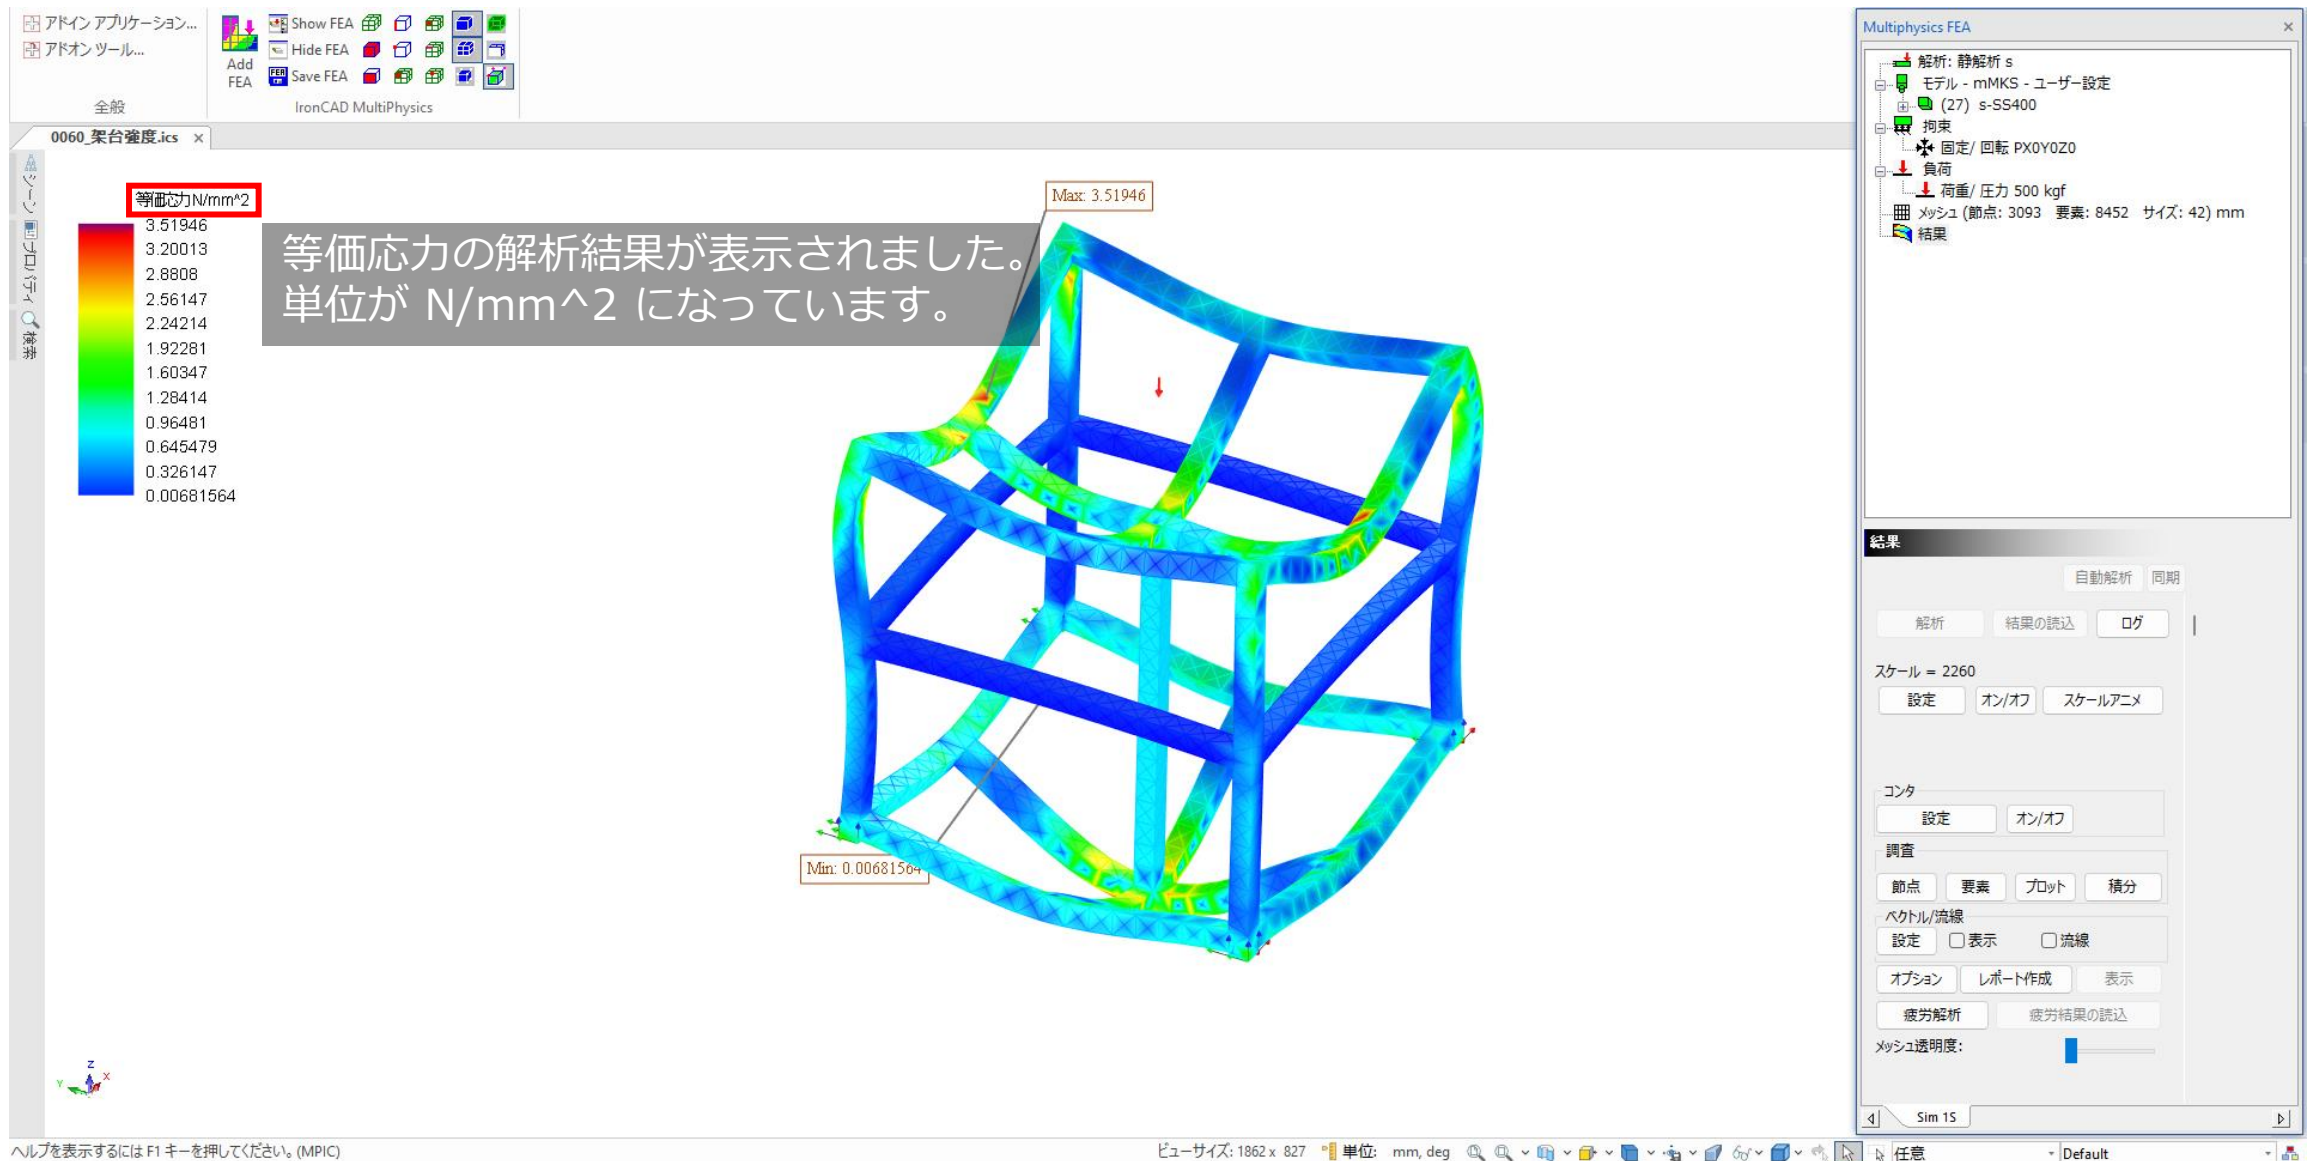 アドイン アプリケーション...
アドオン ツール...
全般
Add
FEA
Show FEA
Hide FEA
Save FEA
IronCAD MultiPhysics
0060_架台強度.ics ×
シーン
プロパティ
検索
等価応力N/mm^2
3.51946
3.20013
2.8808
2.56147
2.24214
1.92281
1.60347
1.28414
0.96481
0.645479
0.326147
0.00681564
等価応力の解析結果が表示されました。
単位が N/mm^2 になっています。
Max: 3.51946
Min: 0.00681564
Z
Y
X
Multiphysics FEA ×
解析: 静解析 s
モデル - mMKS - ユーザー設定
(27) s-SS400
拘束
固定/ 回転 PX0Y0Z0
負荷
荷重/ 圧力 500 kgf
メッシュ (節点: 3093 要素: 8452 サイズ: 42) mm
結果
結果
自動解析 同期
解析 結果の読込 ログ
スケール = 2260
設定 オン/オフ スケールアニメ
コンタ
設定 オン/オフ
調査
節点 要素 プロット 積分
ベクトル/流線
設定 表示 流線
オプション レポート作成 表示
疲労解析 疲労結果の読込
メッシュ透明度:
Sim 1S
ヘルプを表示するには F1 キーを押してください。(MPIC)
ビューサイズ: 1862 x 827 単位: mm, deg 任意 Default